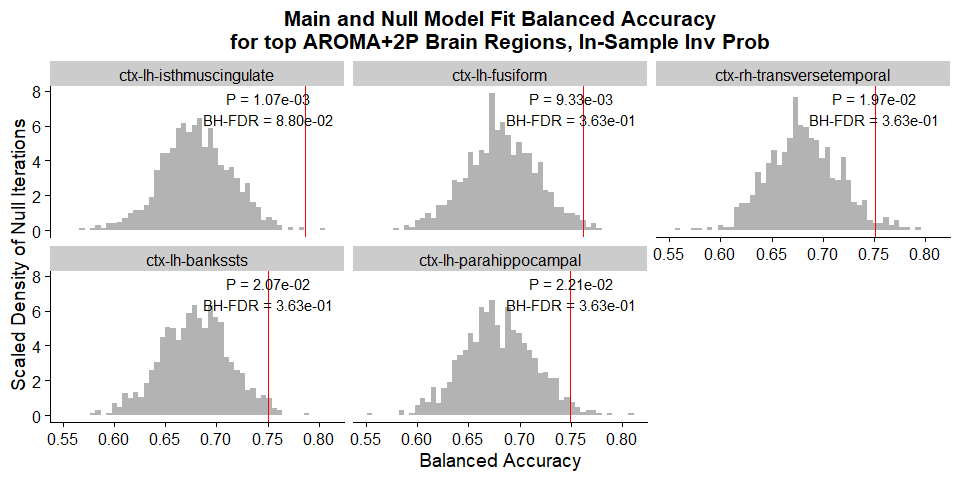 Main and Null Model Fit Balanced Accuracy
for top AROMA+2P Brain Regions, In-Sample Inv Prob
ctx-lh-isthmuscingulate
P = 1.07e-03
BH-FDR = 8.80e-02
ctx-lh-fusiform
P = 9.33e-03
BH-FDR = 3.63e-01
ctx-rh-transversetemporal
P = 1.97e-02
BH-FDR = 3.63e-01
8
6
4
2
0
0.55 0.60 0.65 0.70 0.75 0.80
ctx-lh-bankssts
P = 2.07e-02
BH-FDR = 3.63e-01
ctx-lh-parahippocampal
P = 2.21e-02
BH-FDR = 3.63e-01
8
6
4
2
0
0.55 0.60 0.65 0.70 0.75 0.80
0.55 0.60 0.65 0.70 0.75 0.80
Scaled Density of Null Iterations
Balanced Accuracy